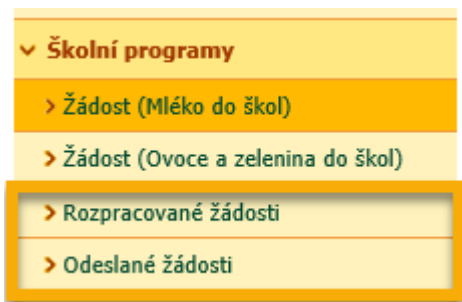 Školní programy
Žádost (Mléko do škol)
Žádost (Ovoce a zelenina do škol)
Rozpracované žádosti
Odeslané žádosti